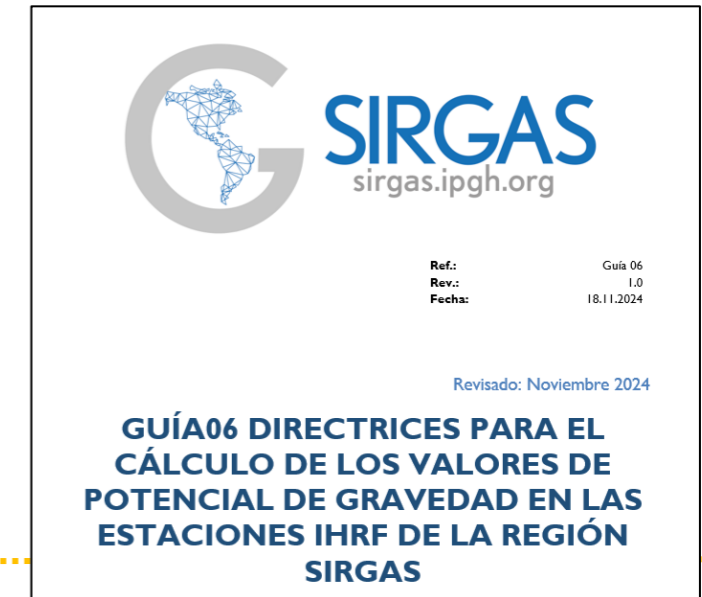 SIRGAS
sirgas.ipgh.org
Ref.: Guía 06
Rev.: 1.0
Fecha: 18.11.2024
Revisado: Noviembre 2024
GUÍA06 DIRECTRICES PARA EL
CÁLCULO DE LOS VALORES DE
POTENCIAL DE GRAVEDAD EN LAS
ESTACIONES IHRF DE LA REGIÓN
SIRGAS